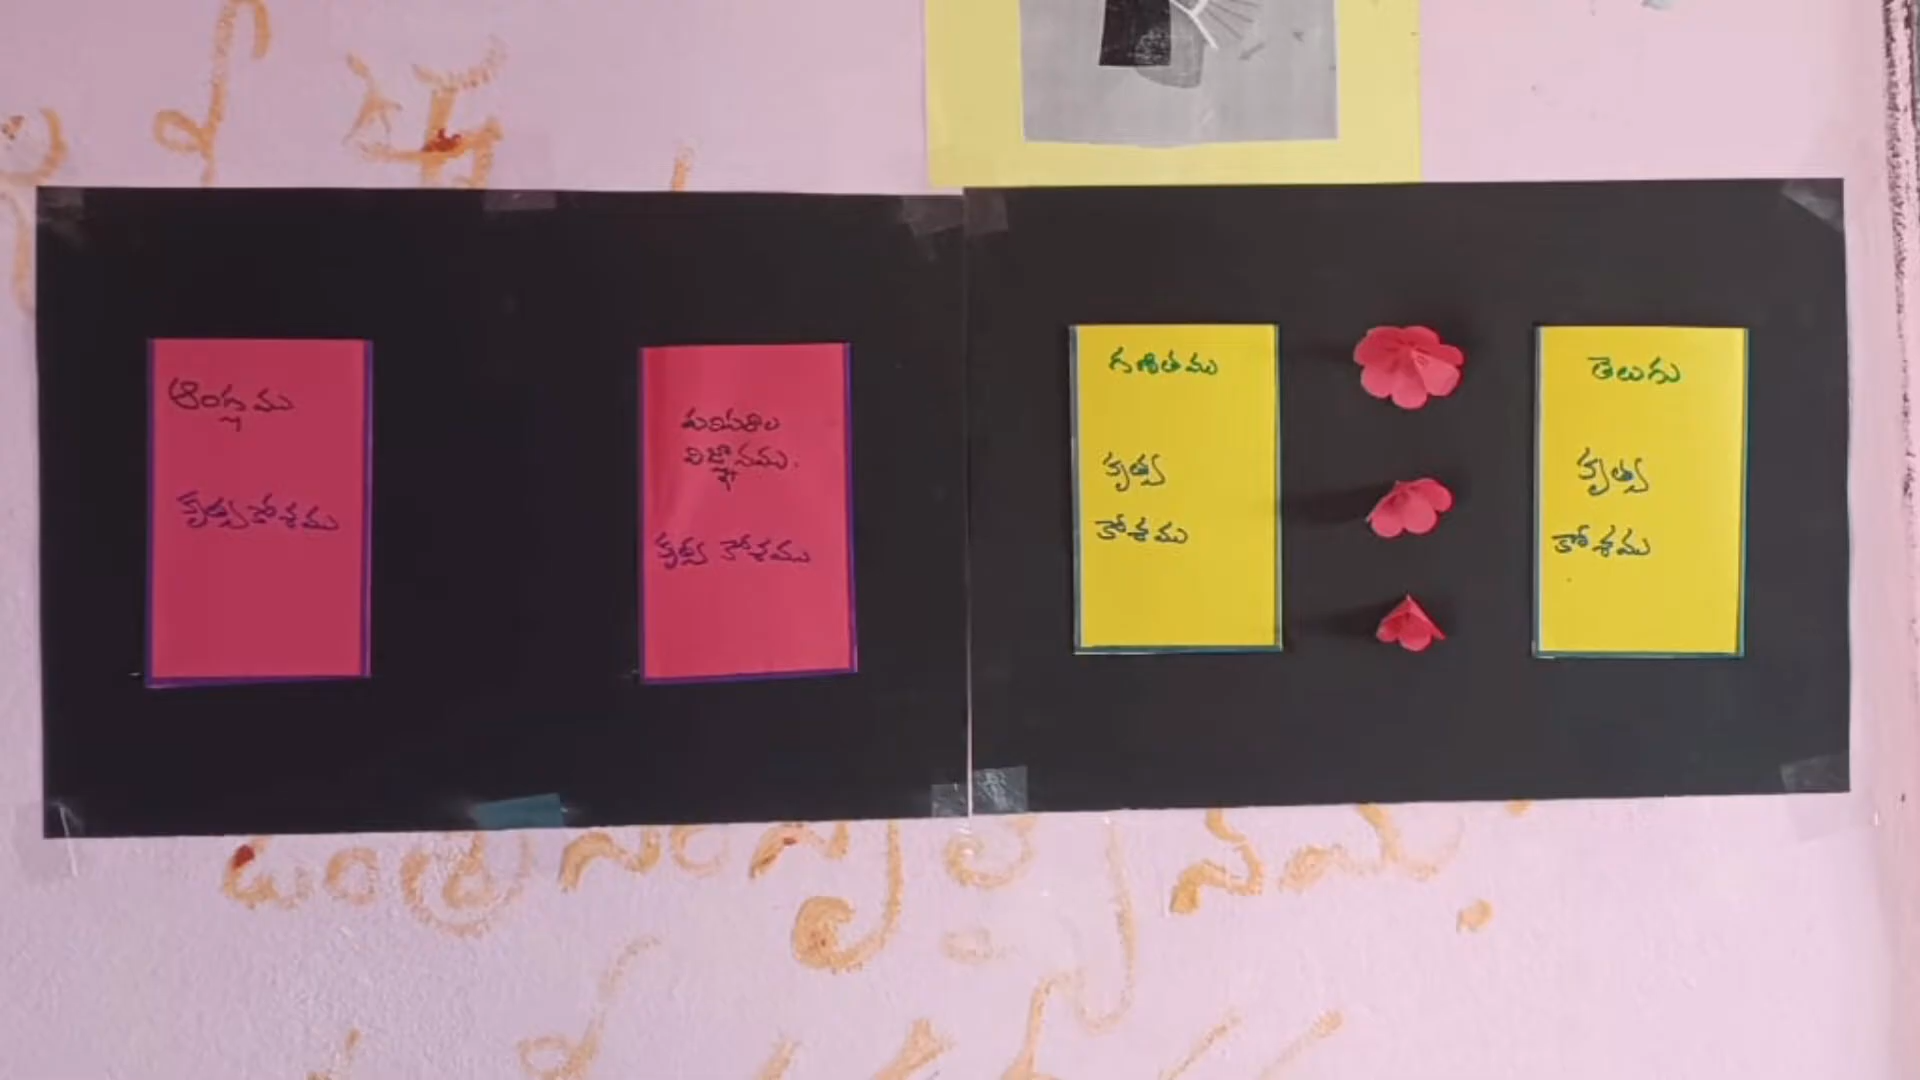 ఆంగ్లము
కృత్యకోశము
పరిసరాల
విజ్ఞానము.
కృత్య కోశము
గణితము
కృత్య
కోశము
తెలుగు
కృత్య
కోశము